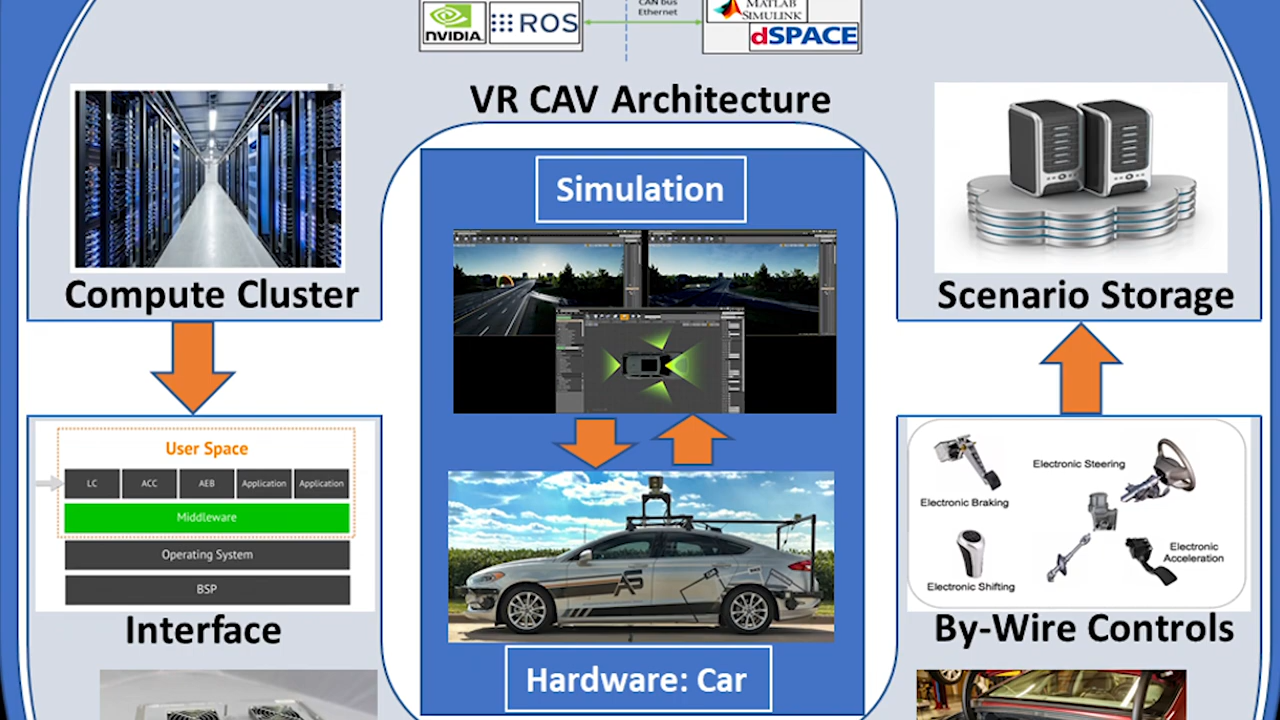 CAN bus
Ethernet
NVIDIA.
ROS
MATLAB
SIMULINK
dSPACE
VR CAV Architecture
Simulation
Compute Cluster
Scenario Storage
User Space
LC
ACC
AEB
Application
Application
Middleware
Operating System
BSP
Interface
Electronic Steering
Electronic Braking
Electronic
Acceleration
Electronic Shifting
By-Wire Controls
Hardware: Car